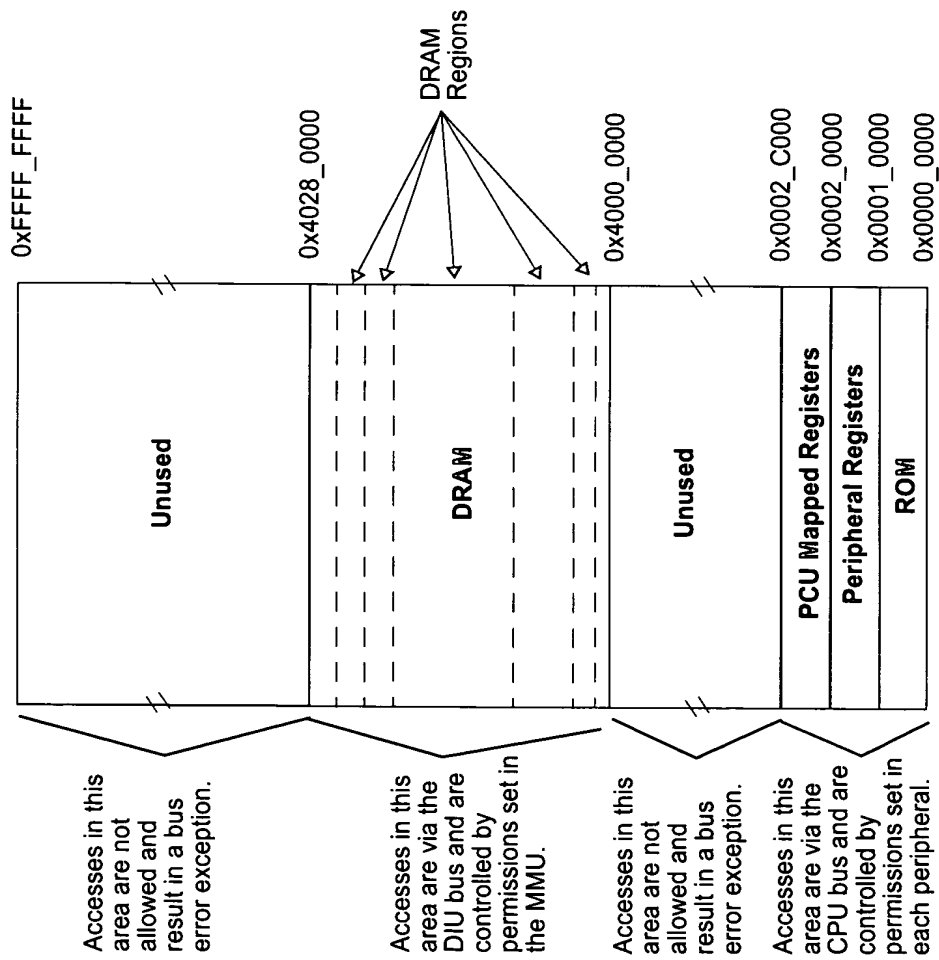 0xFFFF_FFFF
Accesses in this
area are not
allowed and
result in a bus
error exception.
Unused
0x4028_0000
Accesses in this
area are via the
DIU bus and are
controlled by
permissions set in
the MMU.
DRAM
DRAM
Regions
0x4000_0000
Accesses in this
area are not
allowed and
result in a bus
error exception.
Unused
0x0002_C000
Accesses in this
area are via the
CPU bus and are
controlled by
permissions set in
each peripheral.
PCU Mapped Registers
0x0002_0000
Peripheral Registers
0x0001_0000
ROM
0x0000_0000